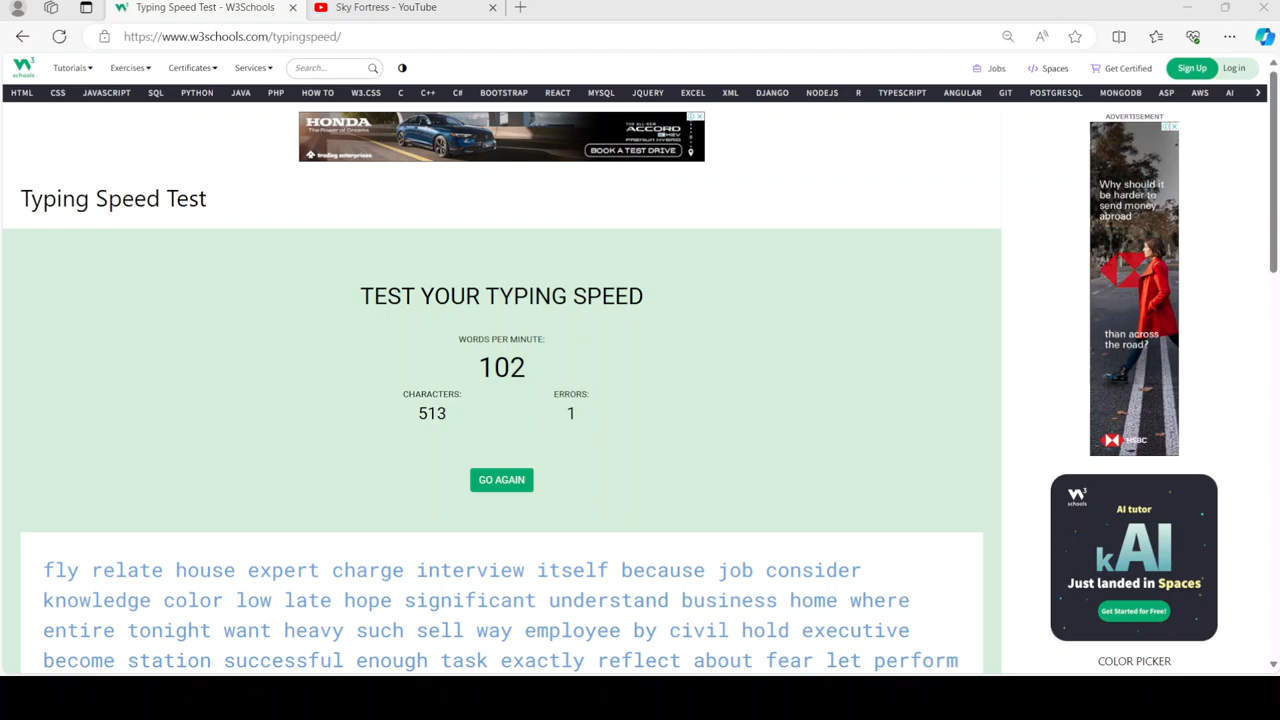 Typing Speed Test - W3Schools
Sky Fortress - YouTube
https://www.w3schools.com/typingspeed/
W3 schools
Tutorials
Exercises
Certificates
Services
Search...
Jobs
Spaces
Get Certified
Sign Up
Log in
HTML CSS JAVASCRIPT SQL PYTHON JAVA PHP HOW TO W3.CSS C C++ C# BOOTSTRAP REACT MYSQL JQUERY EXCEL XML DJANGO NODEJS R TYPESCRIPT ANGULAR GIT POSTGRESQL MONGODB ASP AWS AI
HONDA
The Power of Dreams
trading enterprises
THE ALL-NEW
ACCORD
e:HEV
PREMIUM HYBRID
BOOK A TEST DRIVE
Typing Speed Test
TEST YOUR TYPING SPEED
WORDS PER MINUTE:
102
CHARACTERS:
513
ERRORS:
1
GO AGAIN
fly relate house expert charge interview itself because job consider
knowledge color low late hope significant understand business home where
entire tonight want heavy such sell way employee by civil hold executive
become station successful enough task exactly reflect about fear let perform
ADVERTISEMENT
Why should it
be harder to
send money
abroad
than across
the road?
HSBC
W3
schools
AI tutor
kAI
Just landed in Spaces
Get Started for Free!
COLOR PICKER